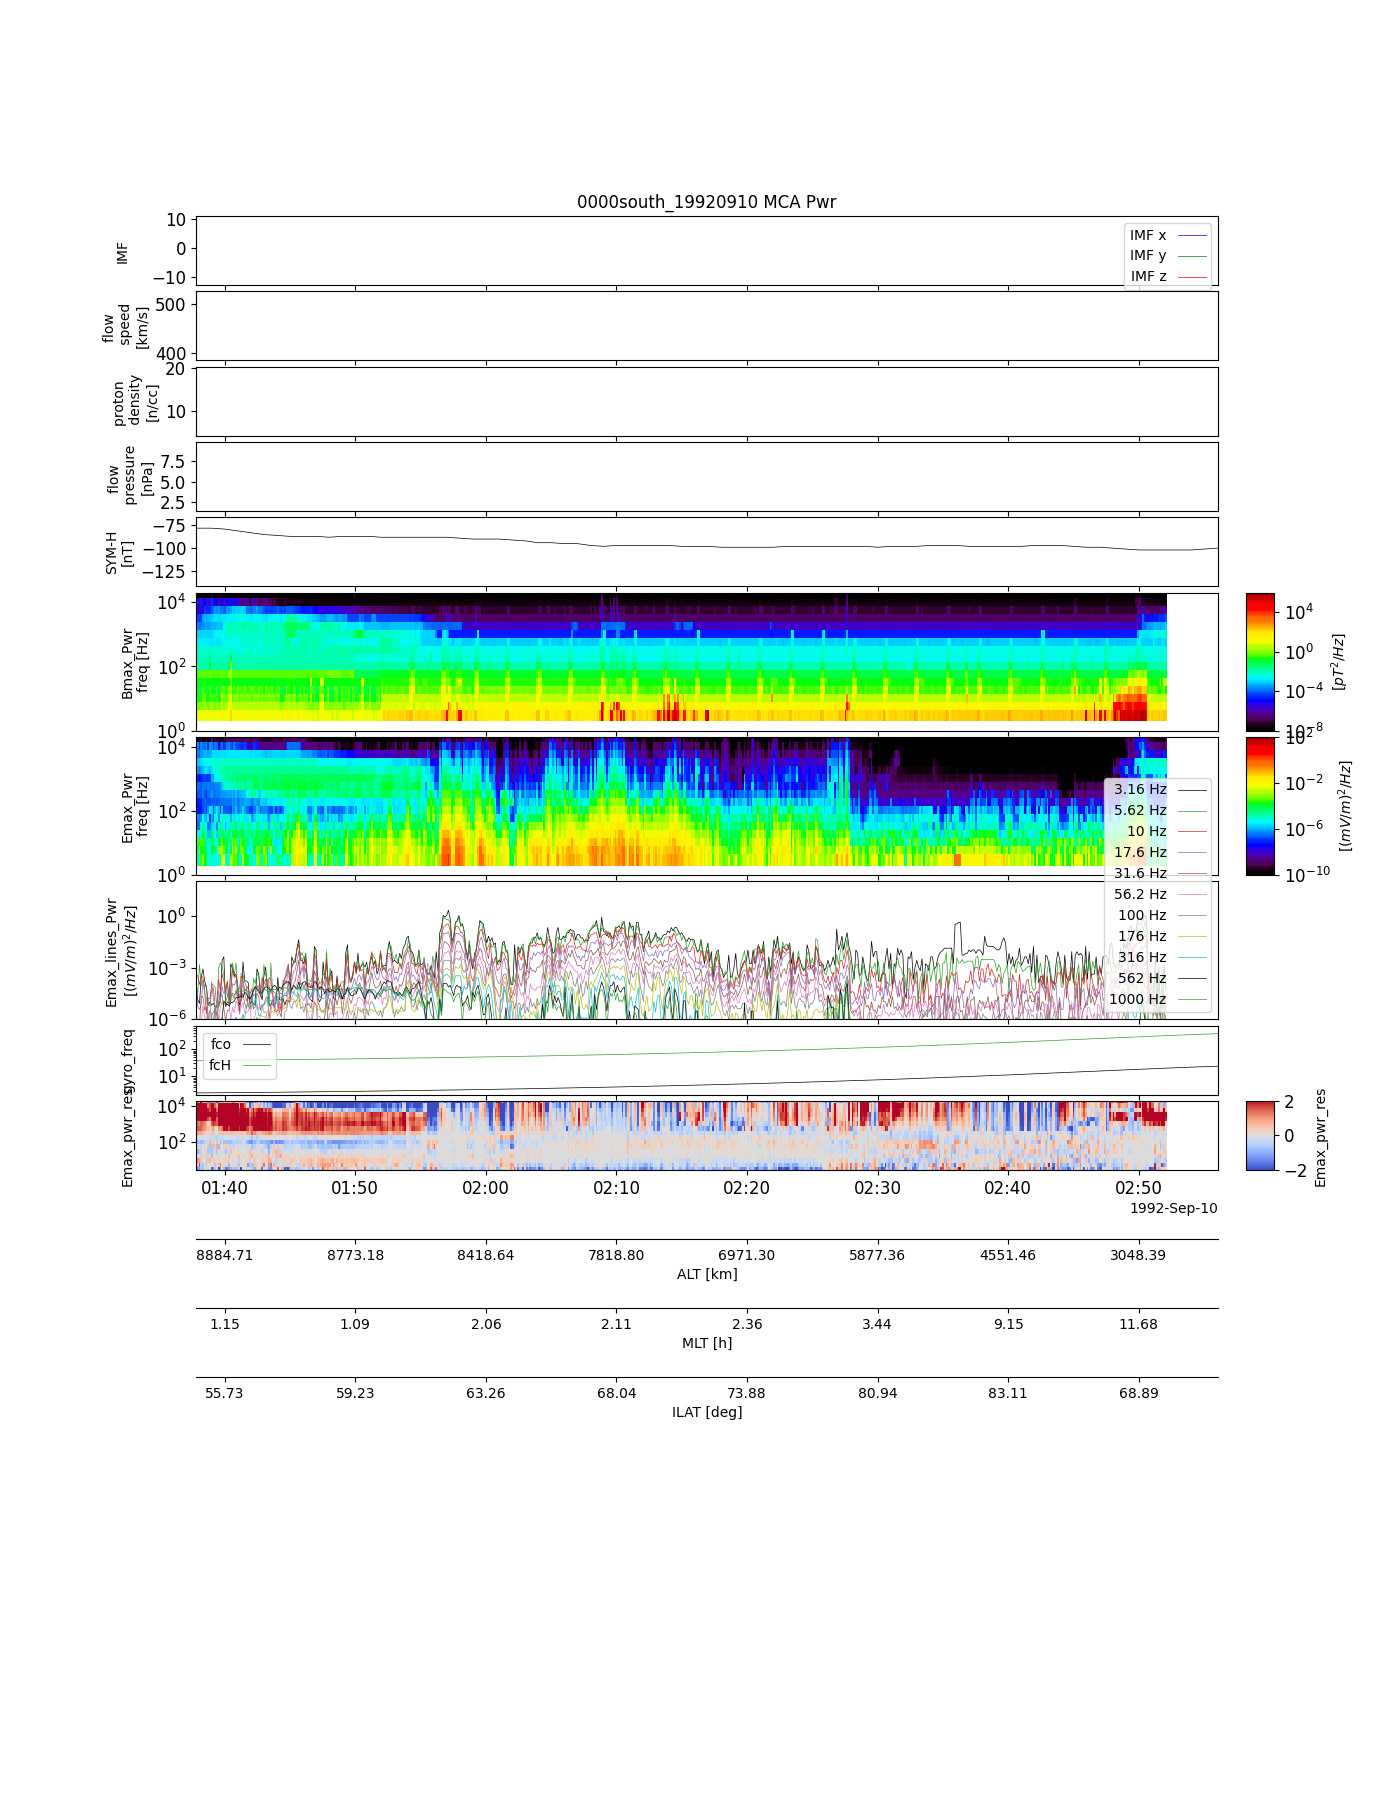 0000south_19920910 MCA Pwr
10
0
−10
IMF
IMF x
IMF y
IMF z
500
400
flow
speed
[km/s]
20
10
proton
density
[n/cc]
7.5
5.0
2.5
flow
pressure
[nPa]
−75
−100
−125
SYM-H
[nT]
10^4
10^2
10^0
Bmax_Pwr
freq [Hz]
10^4
10^0
10^−4
10^−8
[pT^2/Hz]
10^4
10^2
10^0
Emax_Pwr
freq [Hz]
10^2
10^−2
10^−6
10^−10
[(mV/m)^2/Hz]
3.16 Hz
5.62 Hz
10 Hz
17.6 Hz
31.6 Hz
56.2 Hz
100 Hz
176 Hz
316 Hz
562 Hz
1000 Hz
10^0
10^−3
10^−6
Emax_lines_Pwr
[(mV/m)^2/Hz]
10^2
10^1
gyro_freq
fco
fcH
10^4
10^2
Emax_pwr_res
2
0
−2
Emax_pwr_res
01:40 01:50 02:00 02:10 02:20 02:30 02:40 02:50
1992-Sep-10
8884.71 8773.18 8418.64 7818.80 6971.30 5877.36 4551.46 3048.39
ALT [km]
1.15 1.09 2.06 2.11 2.36 3.44 9.15 11.68
MLT [h]
55.73 59.23 63.26 68.04 73.88 80.94 83.11 68.89
ILAT [deg]